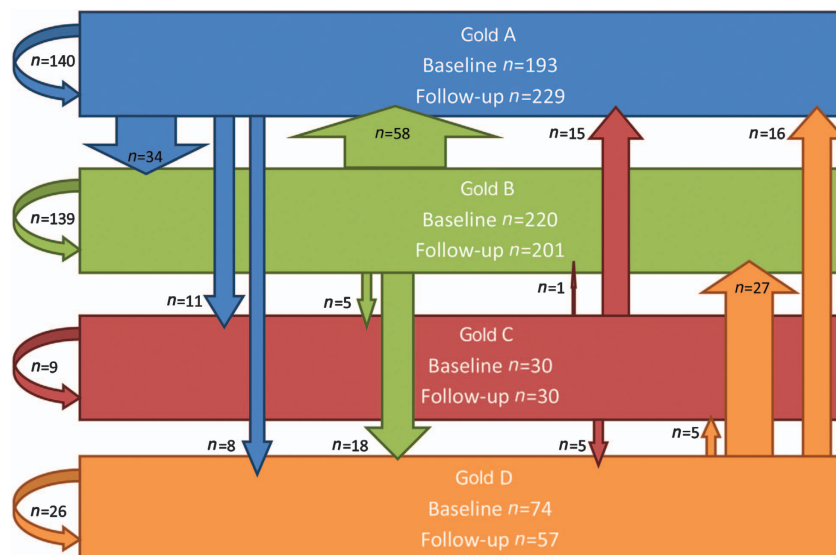 Gold A
n=140
Baseline n=193
Follow-up n=229
n=34
n=58
n=15
n=16
Gold B
n=139
Baseline n=220
Follow-up n=201
n=11
n=5
n=1
n=27
Gold C
n=9
Baseline n=30
Follow-up n=30
n=8
n=18
n=5
n=5
Gold D
n=26
Baseline n=74
Follow-up n=57